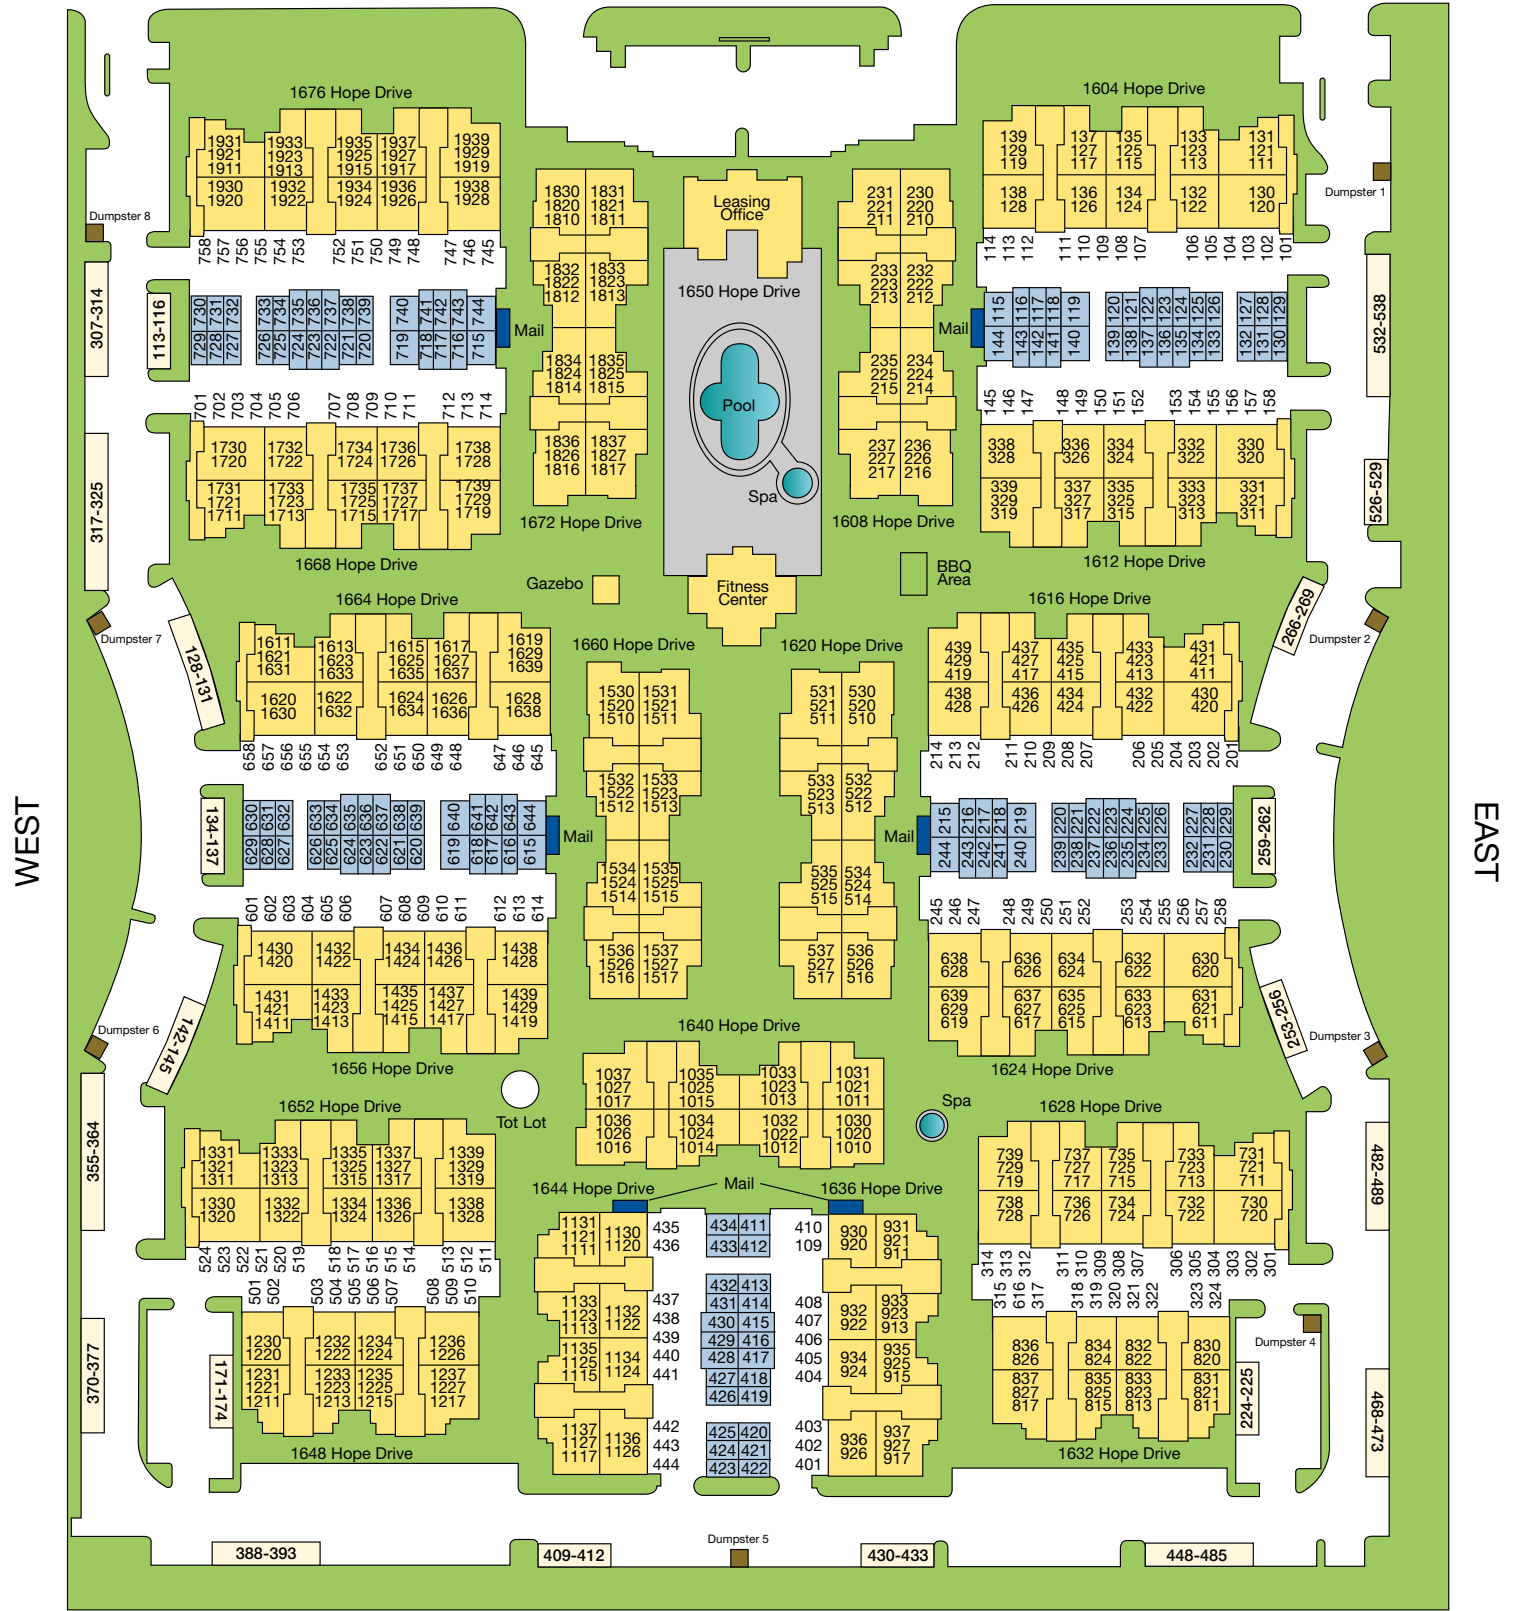 1676 Hope Drive
1604 Hope Drive
1931 1933 1935 1937 1939
1921 1923 1925 1927 1929
1911 1913 1915 1917 1919
1930 1932 1934 1936 1938
1920 1922 1924 1926 1928
139 137 135 133 131
129 127 125 123 121
119 117 115 113 111
138 136 134 132 130
128 126 124 122 120
Dumpster 8
Dumpster 1
1830 1831
1820 1821
1810 1811
1832 1833
1822 1823
1812 1813
1834 1835
1824 1825
1814 1815
1836 1837
1826 1827
1816 1817
1672 Hope Drive
Leasing
Office
1650 Hope Drive
Pool
Spa
Fitness
Center
231 230
221 220
211 210
233 232
223 222
213 212
235 234
225 224
215 214
237 236
227 226
217 216
1608 Hope Drive
758 757 756 755 754 753 752 751 750 749 748 747 746 745
730 731 732 733 734 735 736 737 738 739 740 741 742 743 744
729 728 727 726 725 724 723 722 721 720 719 718 717 716 715
Mail
701 702 703 704 705 706 707 708 709 710 711 712 713 714
114 113 112 111 110 109 108 107 106 105 104 103 102 101
Mail
115 116 117 118 119 120 121 122 123 124 125 126 127 128 129
144 143 142 141 140 139 138 137 136 135 134 133 132 131 130
145 146 147 148 149 150 151 152 153 154 155 156 157 158
307-314
113-116
532-538
317-325
526-529
1730 1732 1734 1736 1738
1720 1722 1724 1726 1728
1731 1733 1735 1737 1739
1721 1723 1725 1727 1729
1711 1713 1715 1717 1719
1668 Hope Drive
338 336 334 332 330
328 326 324 322 320
339 337 335 333 331
329 327 325 323 321
319 317 315 313 311
1612 Hope Drive
Gazebo
BBQ
Area
Dumpster 7
128-131
266-269
Dumpster 2
1664 Hope Drive
1611 1613 1615 1617 1619
1621 1623 1625 1627 1629
1631 1633 1635 1637 1639
1620 1622 1624 1626 1628
1630 1632 1634 1636 1638
1616 Hope Drive
439 437 435 433 431
429 427 425 423 421
419 417 415 413 411
438 436 434 432 430
428 426 424 422 420
1660 Hope Drive
1530 1531
1520 1521
1510 1511
1532 1533
1522 1523
1512 1513
1534 1535
1524 1525
1514 1515
1536 1537
1526 1527
1516 1517
1620 Hope Drive
531 530
521 520
511 510
533 532
523 522
513 512
535 534
525 524
515 514
537 536
527 526
517 516
658 657 656 655 654 653 652 651 650 649 648 647 646 645
630 631 632 633 634 635 636 637 638 639 640 641 642 643 644
629 628 627 626 625 624 623 622 621 620 619 618 617 616 615
Mail
601 602 603 604 605 606 607 608 609 610 611 612 613 614
214 213 212 211 210 209 208 207 206 205 204 203 202 201
Mail
215 216 217 218 219 220 221 222 223 224 225 226 227 228 229
244 243 242 241 240 239 238 237 236 235 234 233 232 231 230
245 246 247 248 249 250 251 252 253 254 255 256 257 258
WEST
EAST
134-137
259-262
1430 1432 1434 1436 1438
1420 1422 1424 1426 1428
1431 1433 1435 1437 1439
1421 1423 1425 1427 1429
1411 1413 1415 1417 1419
1656 Hope Drive
638 636 634 632 630
628 626 624 622 620
639 637 635 633 631
629 627 625 623 621
619 617 615 613 611
1624 Hope Drive
Dumpster 6
142-145
253-256
Dumpster 3
1640 Hope Drive
1037 1035 1033 1031
1027 1025 1023 1021
1017 1015 1013 1011
1036 1034 1032 1030
1026 1024 1022 1020
1016 1014 1012 1010
Tot Lot
Spa
1652 Hope Drive
1331 1333 1335 1337 1339
1321 1323 1325 1327 1329
1311 1313 1315 1317 1319
1330 1332 1334 1336 1338
1320 1322 1324 1326 1328
1628 Hope Drive
739 737 735 733 731
729 727 725 723 721
719 717 715 713 711
738 736 734 732 730
728 726 724 722 720
355-364
482-489
1644 Hope Drive
Mail
1636 Hope Drive
1131 1130
1121 1120
1111
1133 1132
1123 1122
1113
1135 1134
1125 1124
1115
1137 1136
1127 1126
1117
435
436
437
438
439
440
441
442
443
444
434 411
433 412
432 413
431 414
430 415
429 416
428 417
427 418
426 419
425 420
424 421
423 422
410
109
408
407
406
405
404
403
402
401
930 931
920 921
911
932 933
922 923
913
934 935
924 925
915
936 937
926 927
917
524 523 522 521 520 519 518 517 516 515 514 513 512 511
501 502 503 504 505 506 507 508 509 510
314 313 312 311 310 309 308 307 306 305 304 303 302 301
315 616 317 318 319 320 321 322 323 324
1230 1232 1234 1236
1220 1222 1224 1226
1231 1233 1235 1237
1221 1223 1225 1227
1211 1213 1215 1217
1648 Hope Drive
836 834 832 830
826 824 822 820
837 835 833 831
827 825 823 821
817 815 813 811
1632 Hope Drive
370-377
171-174
Dumpster 4
224-225
468-473
Dumpster 5
388-393
409-412
430-433
448-485